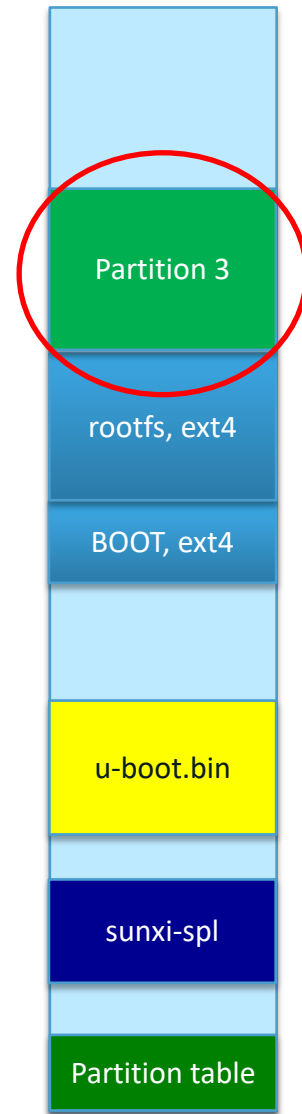 Partition 3
rootfs, ext4
BOOT, ext4
u-boot.bin
sunxi-spl
Partition table